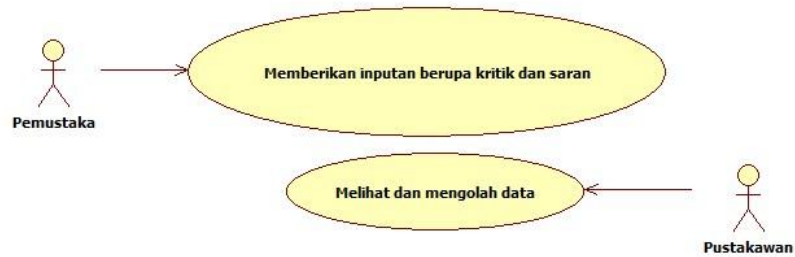 Memberikan inputan berupa kritik dan saran
Pemustaka
Melihat dan mengolah data
Pustakawan